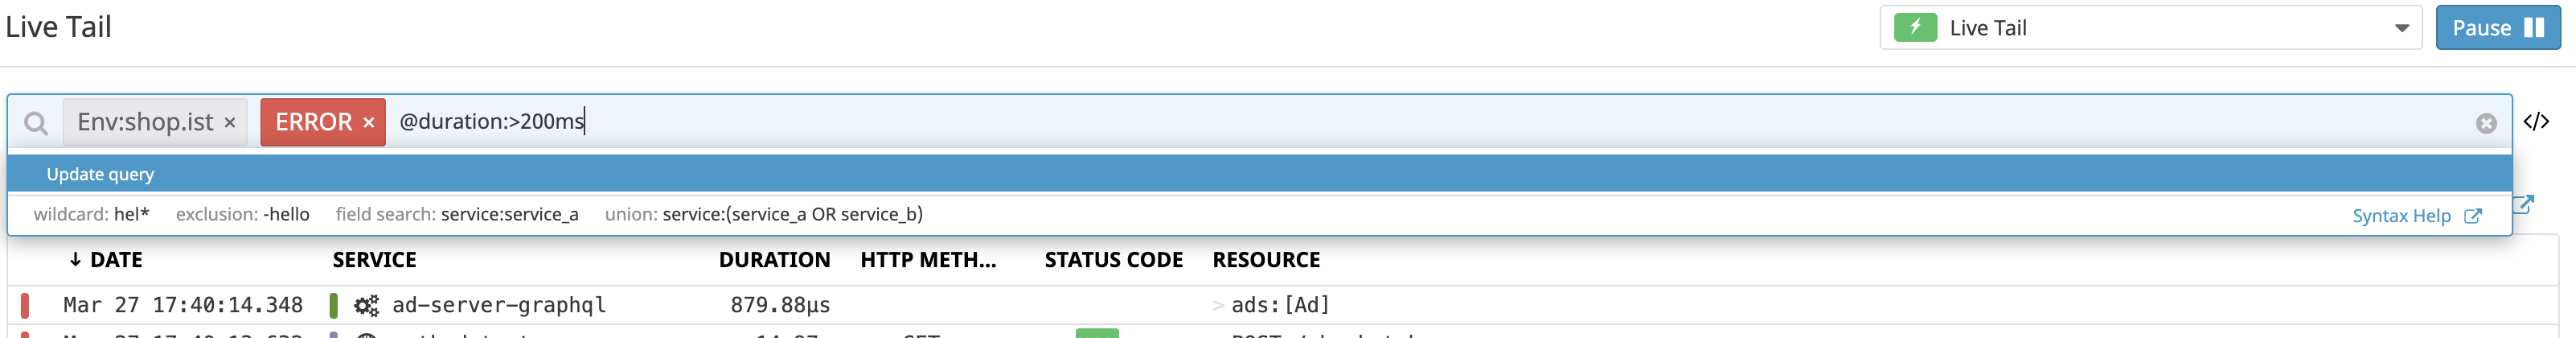 Live Tail
Live Tail
Pause
Env:shop.ist × ERROR × @duration:>200ms
</>
Update query
wildcard: hel* exclusion: -hello field search: service:service_a union: service:(service_a OR service_b)
Syntax Help
↓ DATE SERVICE DURATION HTTP METH... STATUS CODE RESOURCE
Mar 27 17:40:14.348 ad-server-graphql 879.88µs > ads:[Ad]